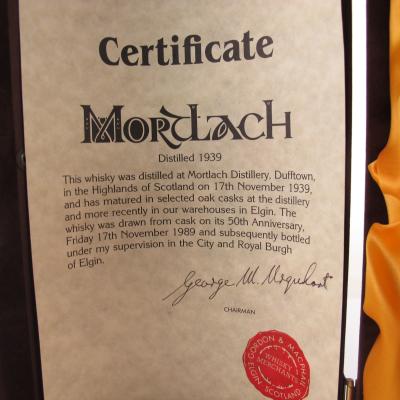 Certificate
MORTLACH
Distilled 1939
This whisky was distilled at Mortlach Distillery, Dufftown,
in the Highlands of Scotland on 17th November 1939,
and has matured in selected oak casks at the distillery
and more recently in our warehouses in Elgin. The
whisky was drawn from cask on its 50th Anniversary,
Friday 17th November 1989 and subsequently bottled
under my supervision in the City and Royal Burgh
of Elgin.
George M. Urquhart
CHAIRMAN
GORDON & MACPHAIL
WHISKY
MERCHANTS
ELGIN, SCOTLAND